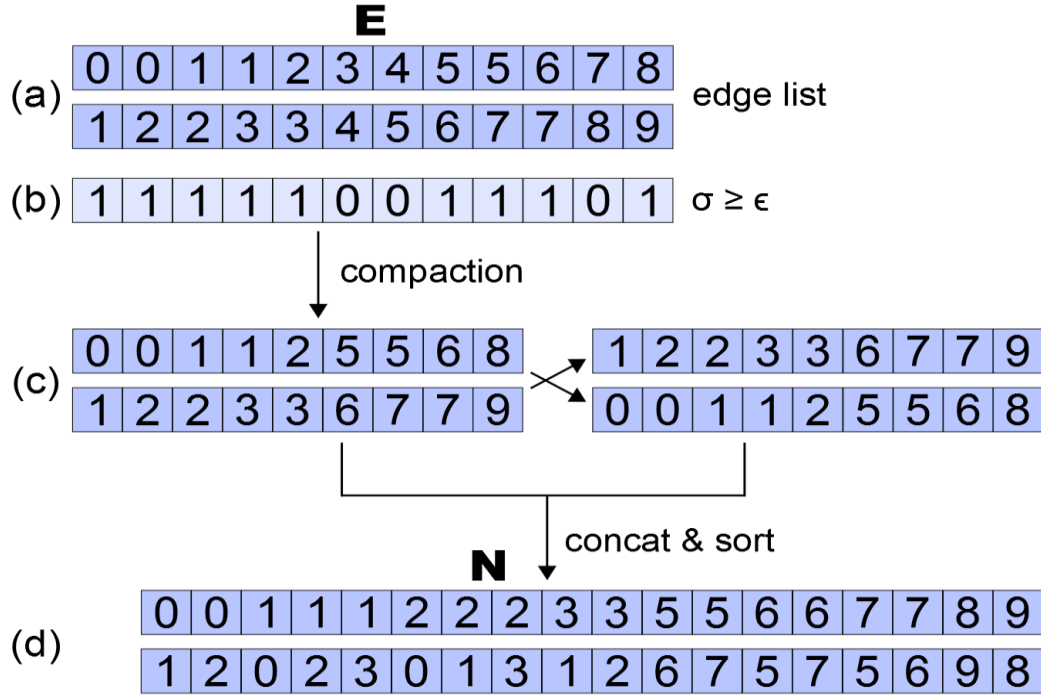 E
(a) 0 0 1 1 2 3 4 5 5 6 7 8
1 2 2 3 3 4 5 6 7 7 8 9
edge list
(b) 1 1 1 1 1 0 0 1 1 1 0 1 σ ≥ ϵ
compaction
(c) 0 0 1 1 2 5 5 6 8
1 2 2 3 3 6 7 7 9
1 2 2 3 3 6 7 7 9
0 0 1 1 2 5 5 6 8
concat & sort
N
(d) 0 0 1 1 1 2 2 2 3 3 5 5 6 6 7 7 8 9
1 2 0 2 3 0 1 3 1 2 6 7 5 7 5 6 9 8